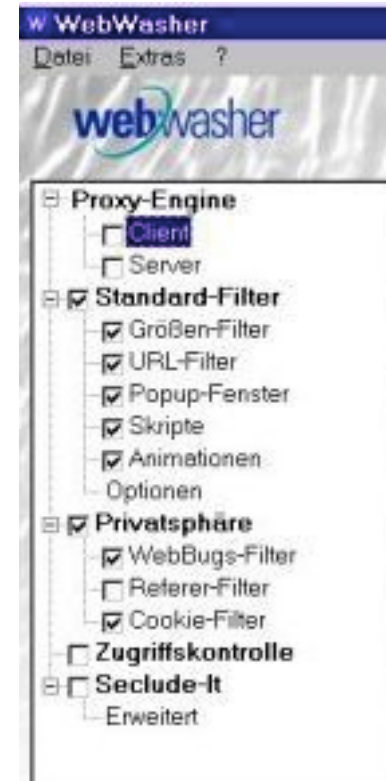 W WebWasher
Datei Extras ?
webwasher
Proxy-Engine
Client
Server
Standard-Filter
Größen-Filter
URL-Filter
Popup-Fenster
Skripte
Animationen
Optionen
Privatsphäre
WebBugs-Filter
Referer-Filter
Cookie-Filter
Zugriffskontrolle
Seclude-It
Erweitert